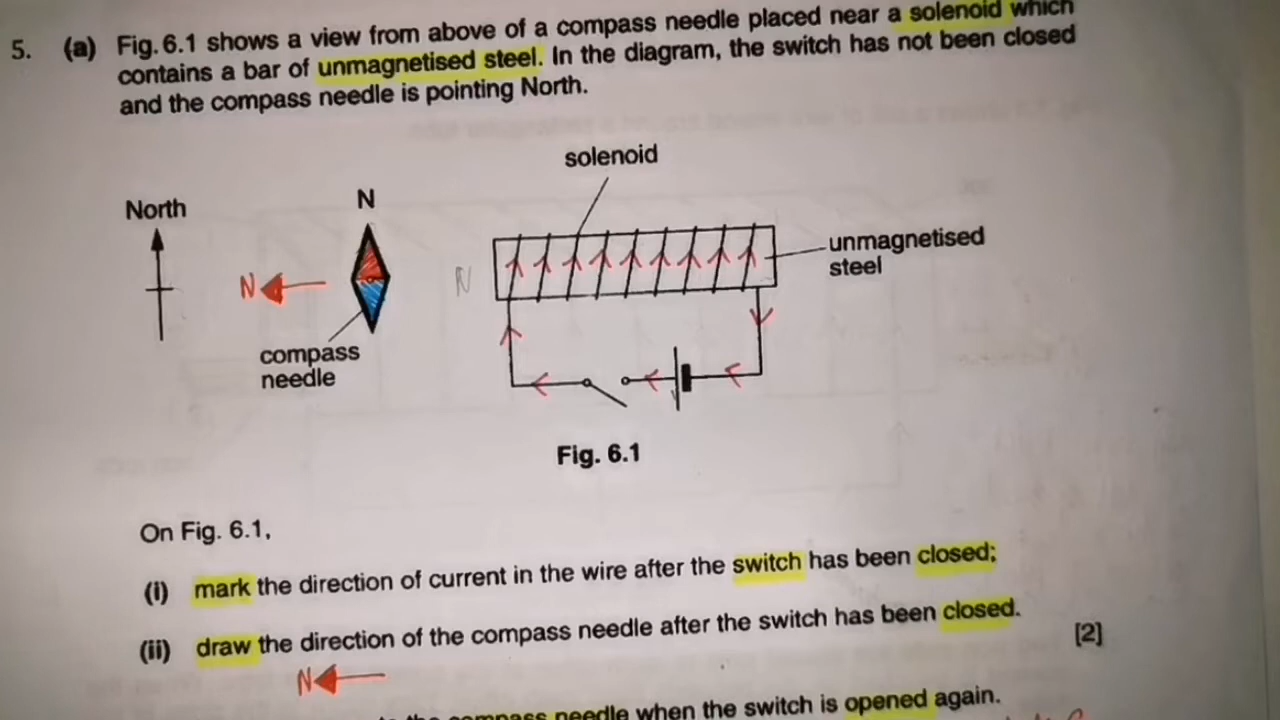 5. (a) Fig. 6.1 shows a view from above of a compass needle placed near a solenoid which
contains a bar of unmagnetised steel. In the diagram, the switch has not been closed
and the compass needle is pointing North.
solenoid
North
N
unmagnetised
steel
N
N
compass
needle
Fig. 6.1
On Fig. 6.1,
(i) mark the direction of current in the wire after the switch has been closed;
(ii) draw the direction of the compass needle after the switch has been closed.
[2]
N
compass needle when the switch is opened again.